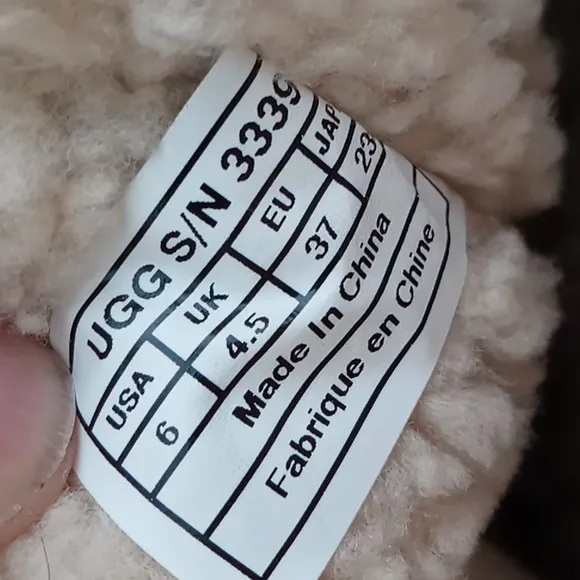 UGG S/N 3339
USA UK EU JAP
6 4.5 37 23
Made In China
Fabrique en Chine